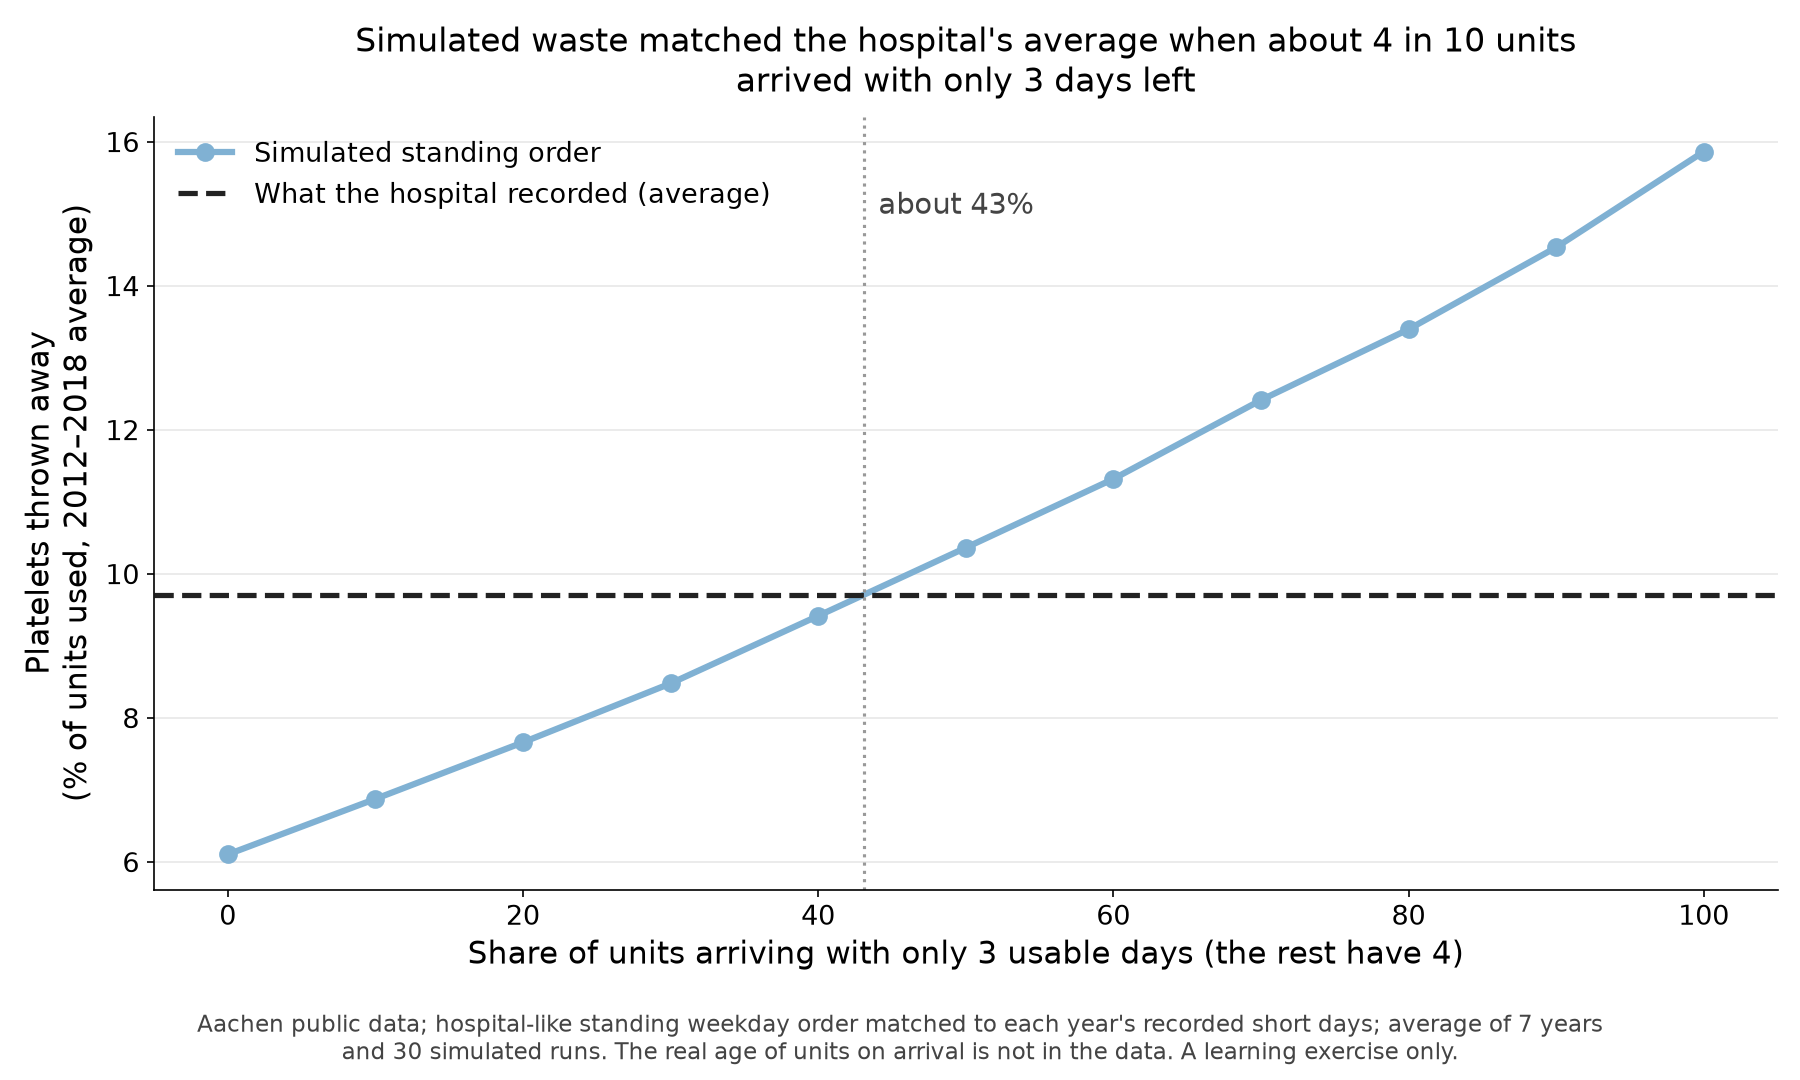 Simulated waste matched the hospital's average when about 4 in 10 units
arrived with only 3 days left
Simulated standing order
What the hospital recorded (average)
about 43%
Platelets thrown away
(% of units used, 2012–2018 average)
16
14
12
10
8
6
0
20
40
60
80
100
Share of units arriving with only 3 usable days (the rest have 4)
Aachen public data; hospital-like standing weekday order matched to each year's recorded short days; average of 7 years
and 30 simulated runs. The real age of units on arrival is not in the data. A learning exercise only.